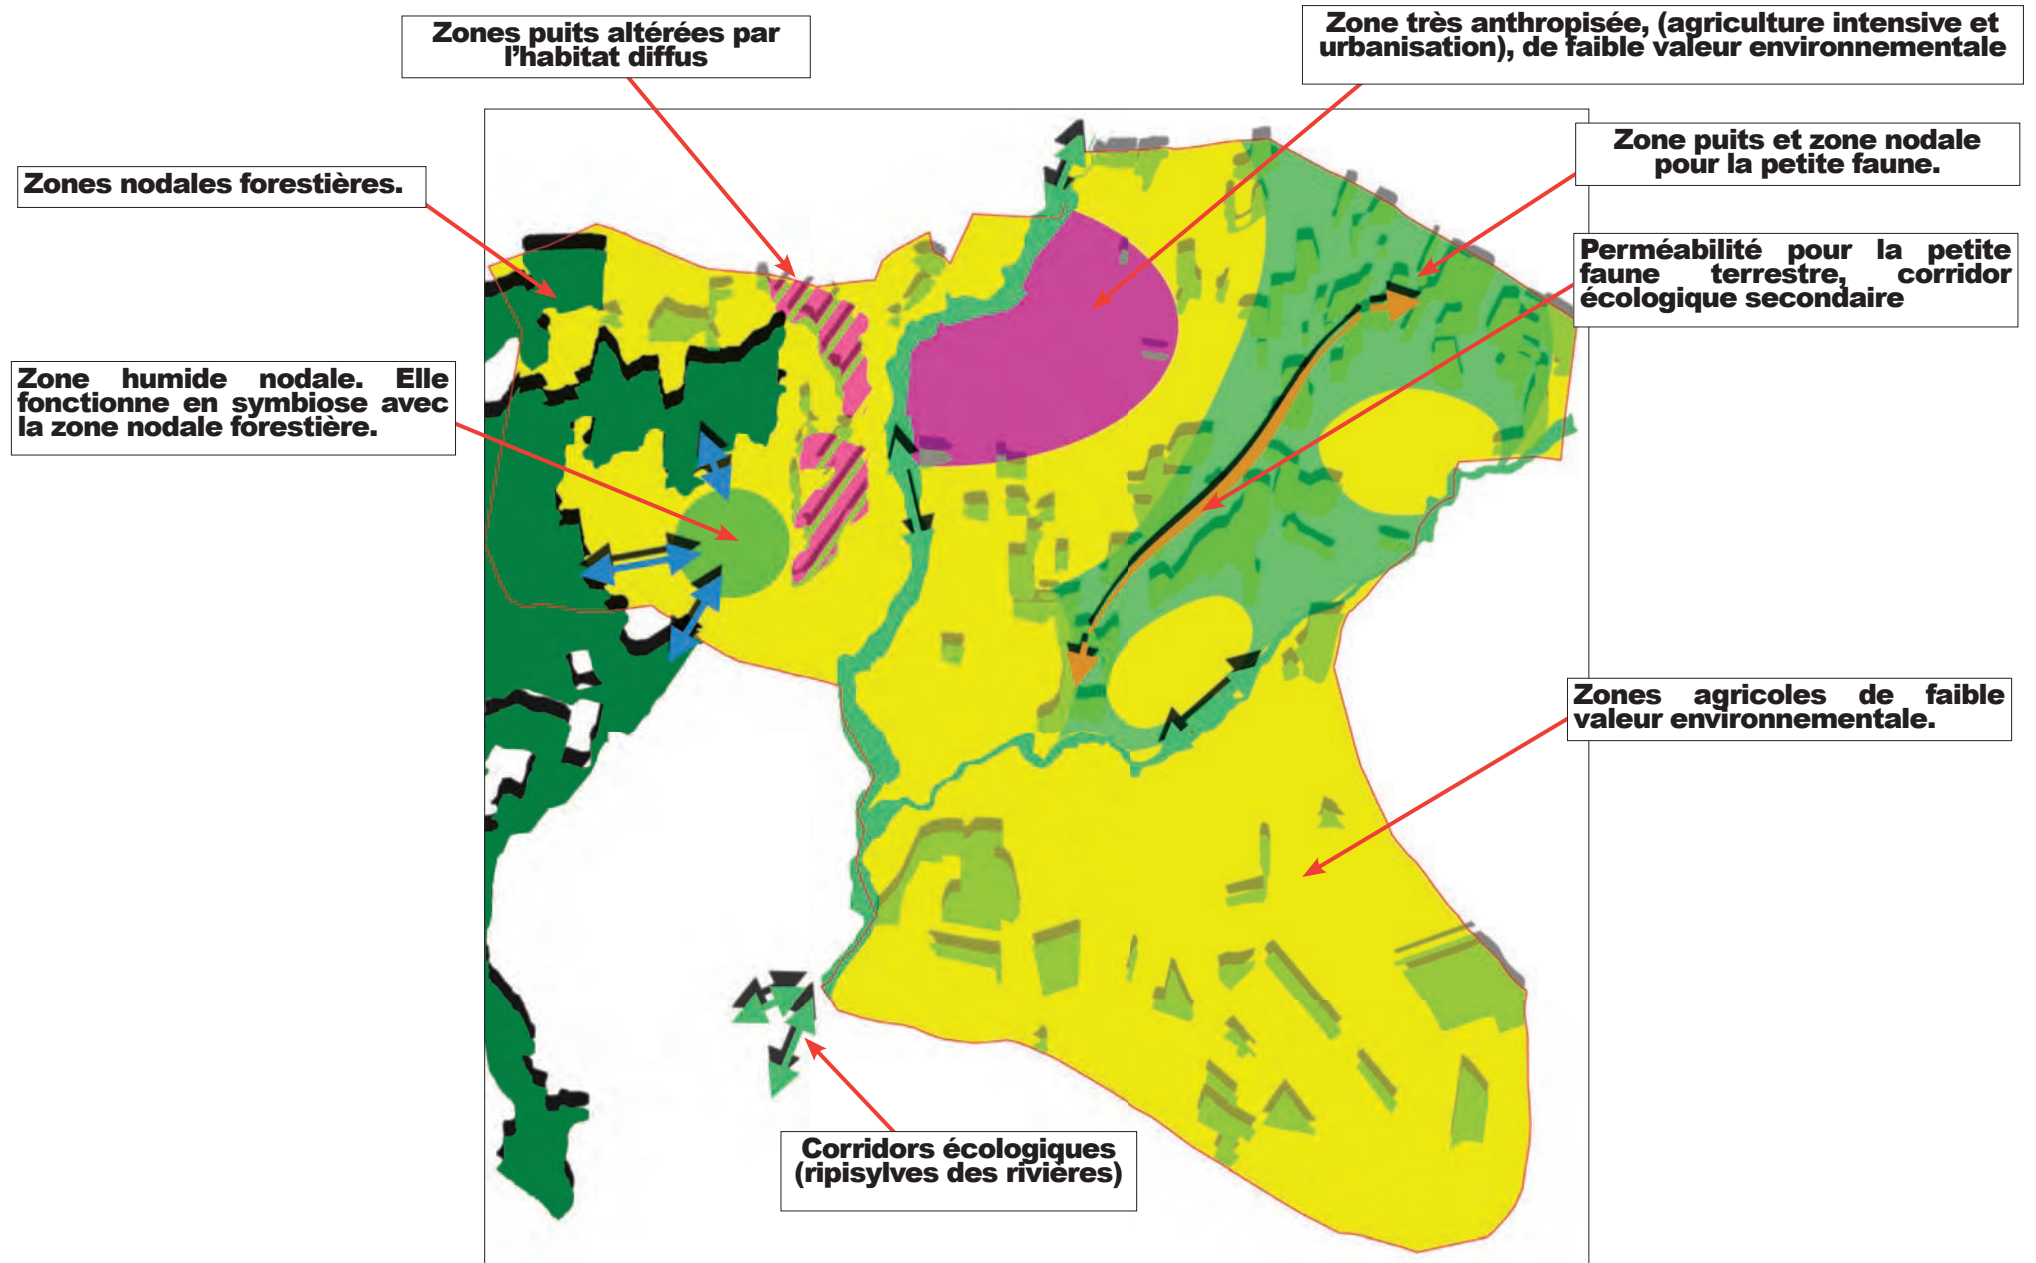 Zones puits altérées par
l'habitat diffus
Zone très anthropisée, (agriculture intensive et
urbanisation), de faible valeur environnementale
Zone puits et zone nodale
pour la petite faune.
Zones nodales forestières.
Perméabilité pour la petite
faune terrestre, corridor
écologique secondaire
Zone humide nodale. Elle
fonctionne en symbiose avec
la zone nodale forestière.
Zones agricoles de faible
valeur environnementale.
Corridors écologiques
(ripisylves des rivières)